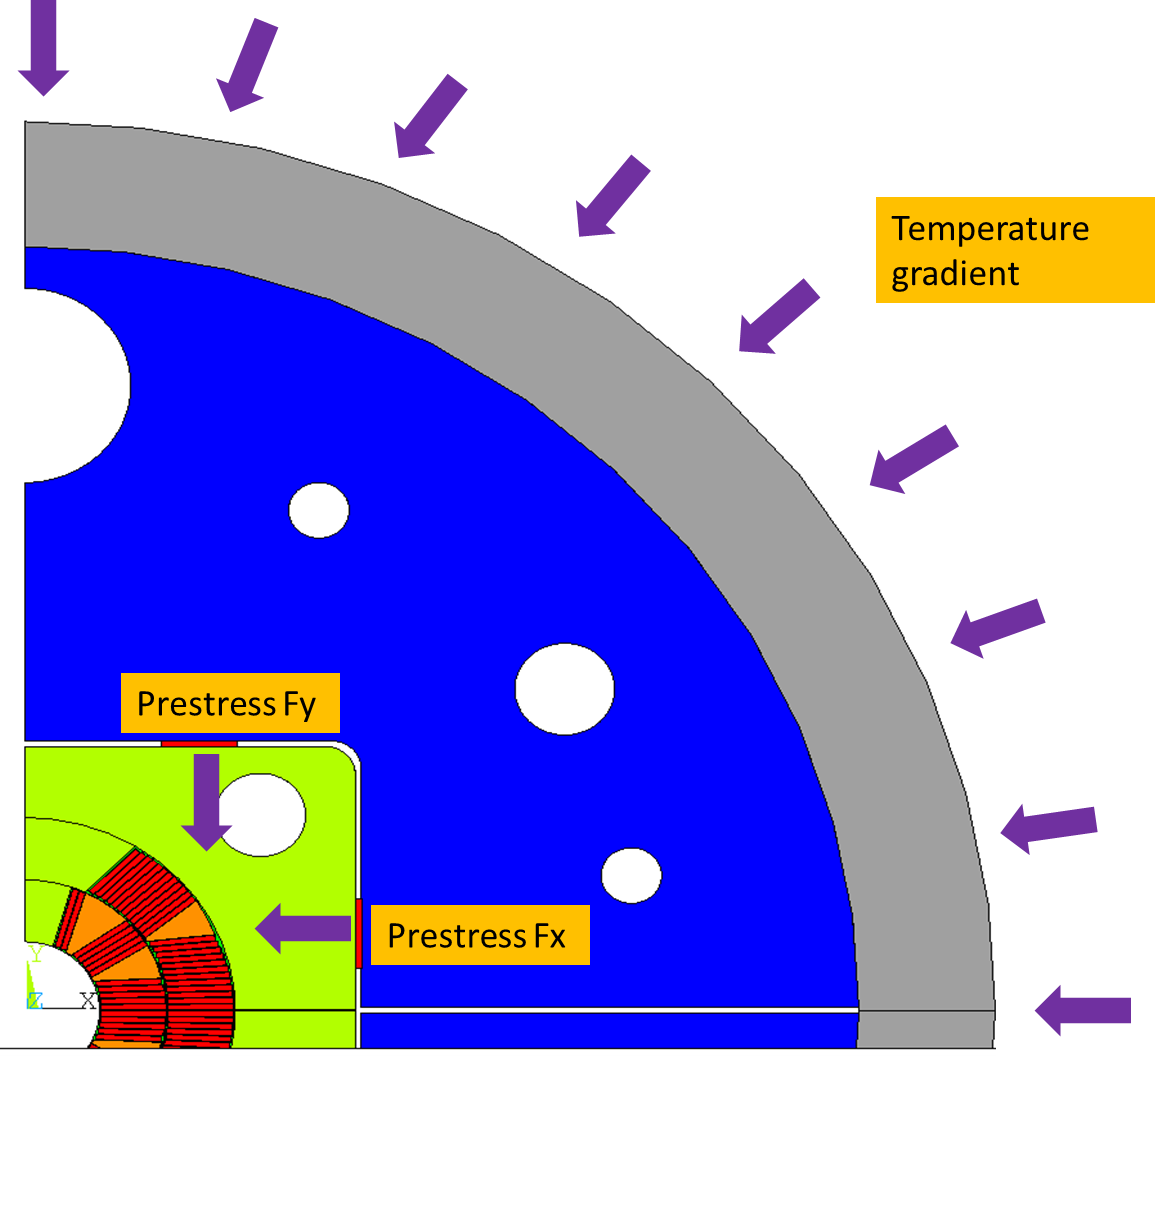 Temperature
gradient
Prestress Fy
Prestress Fx
Y
Z X